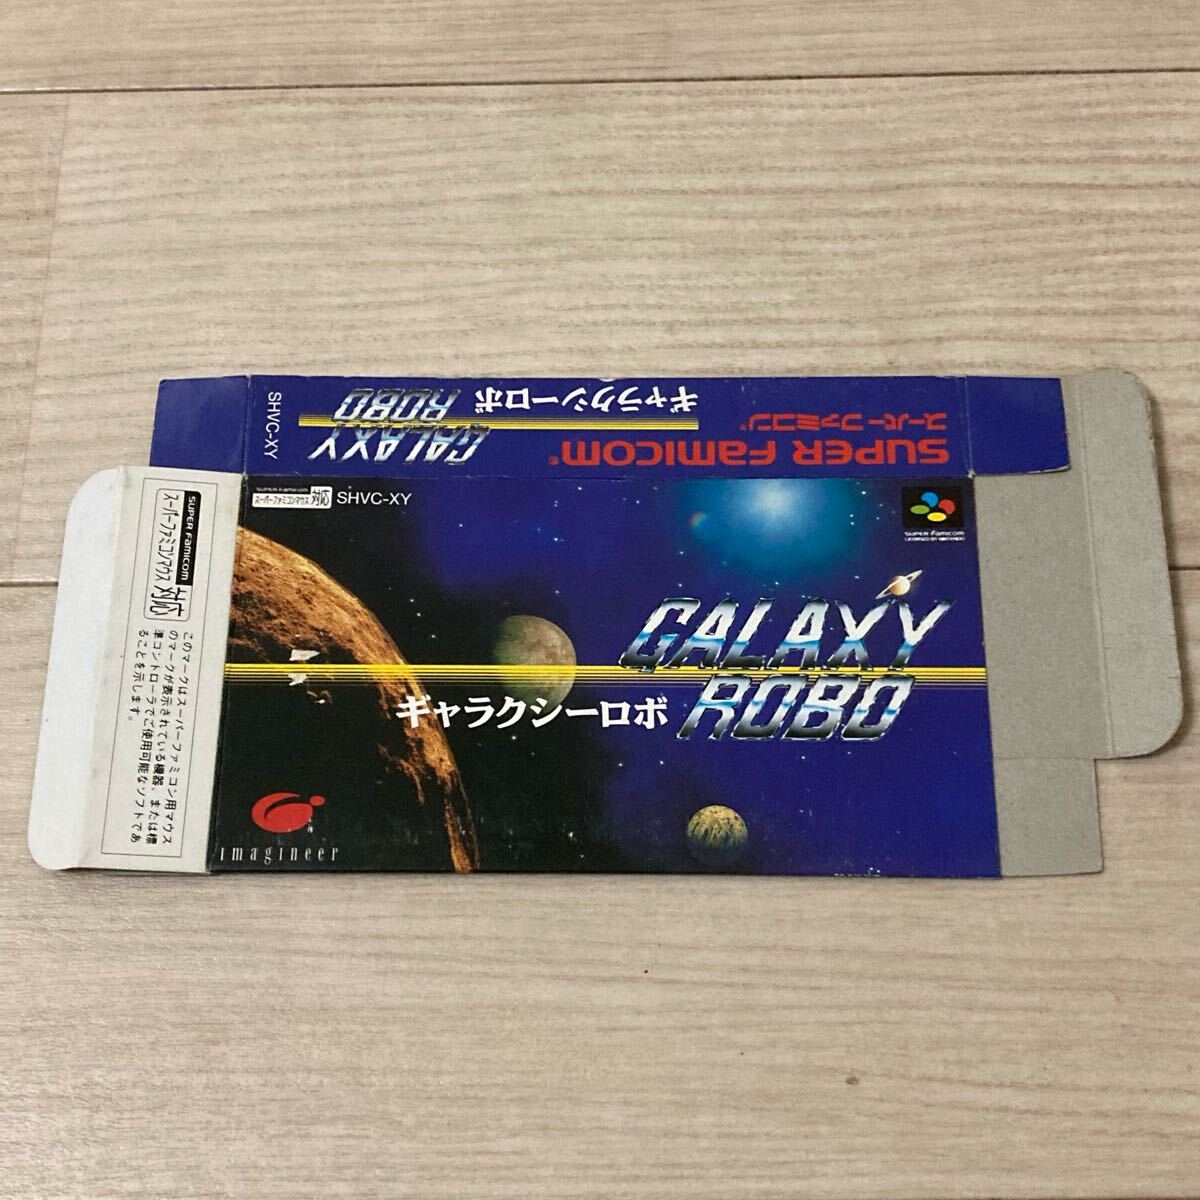 SUPER FAMICOM®
スーパーファミコン®
ギャラクシーロボ
GALAXY
ROBO
SHVC-XY
SUPER FAMICOM
スーパーファミコンマウス
対応
SHVC-XY
SUPER FAMICOM
LICENSED BY NINTENDO
GALAXY
ROBO
ギャラクシーロボ
imagineer
SUPER FAMICOM
スーパーファミコンマウス
対応
このマークはスーパーファミコン用マウス
のマークが表示されている機器、または標
準コントローラでご使用可能なソフトであ
ることを示します。